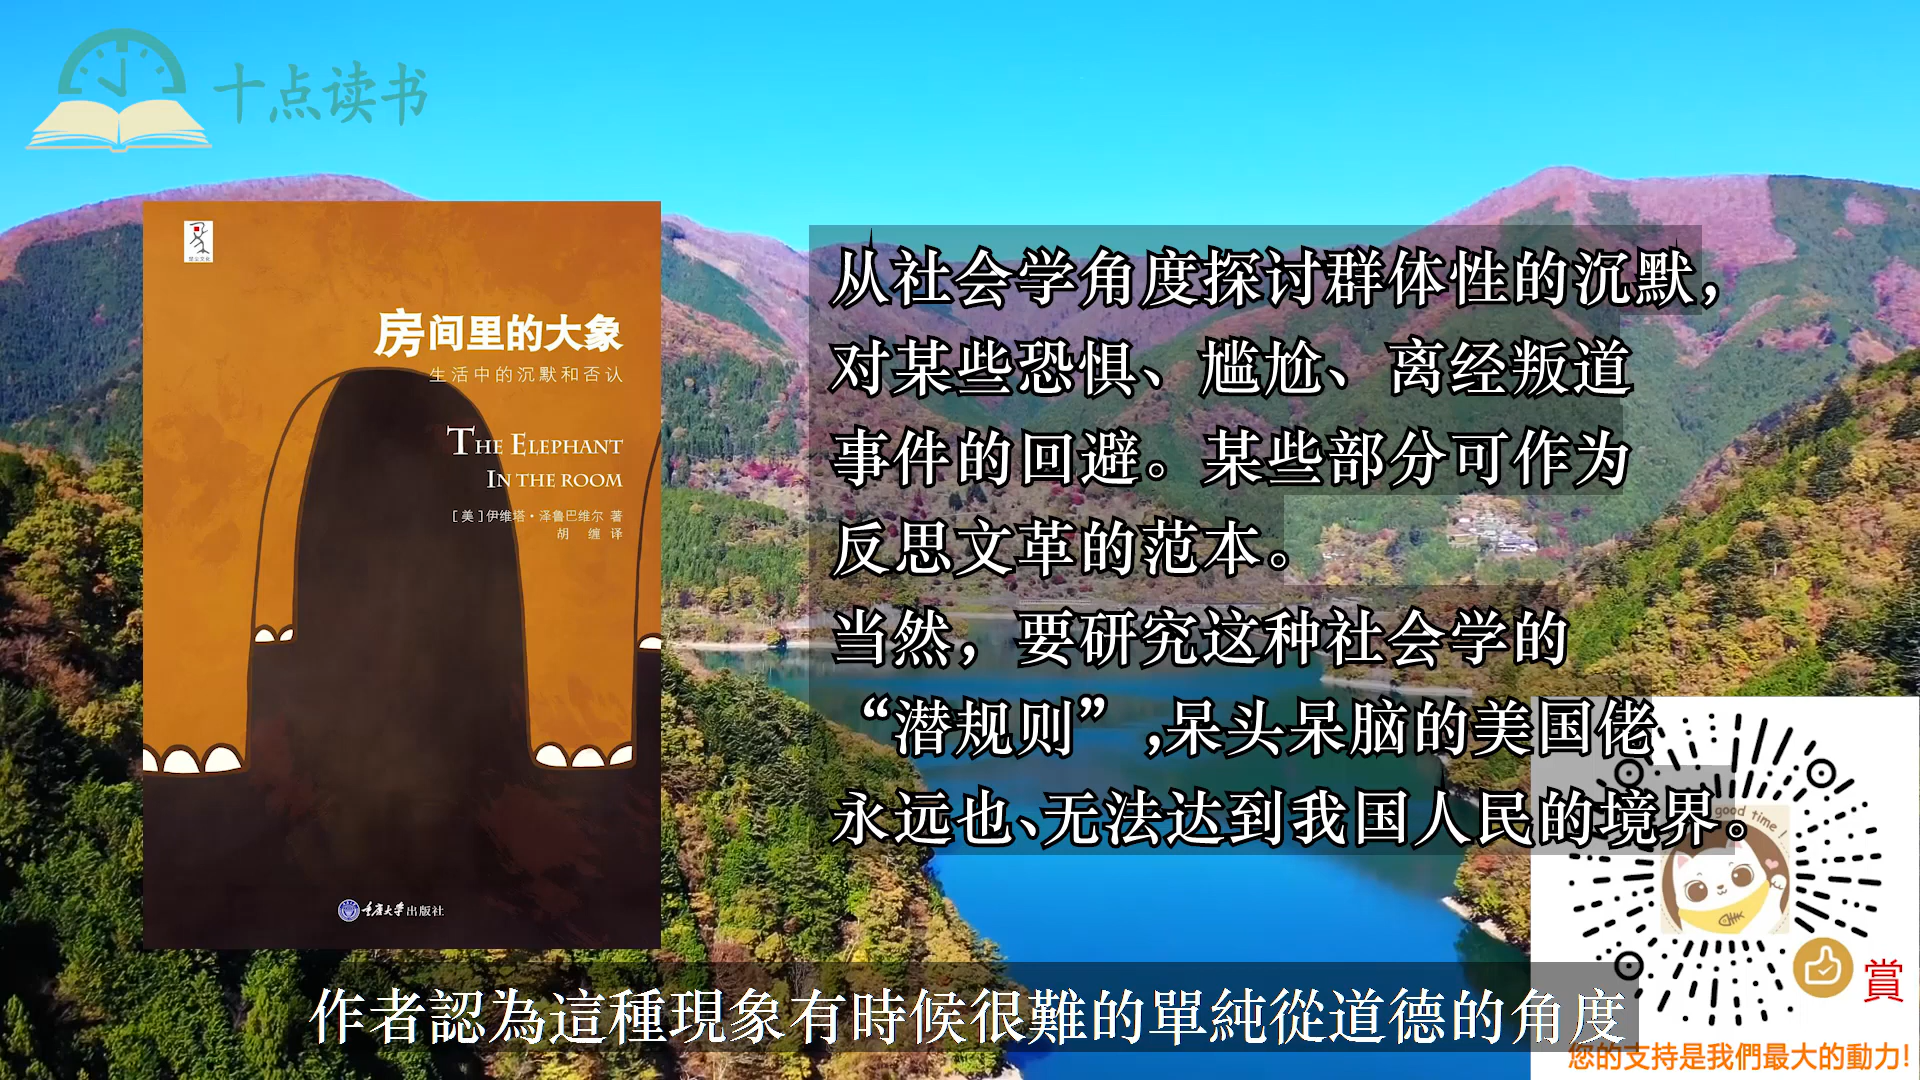 十点读书
房间里的大象
生活中的沉默和否认
THE ELEPHANT
IN THE ROOM
[美]伊维塔·泽鲁巴维尔 著
胡 缠 译
重庆大学出版社
从社会学角度探讨群体性的沉默，
对某些恐惧、尴尬、离经叛道
事件的回避。某些部分可作为
反思文革的范本。
当然，要研究这种社会学的
“潜规则”,呆头呆脑的美国佬
永远也、无法达到我国人民的境界。
good time!
賞
作者認為這種現象有時候很難的單純從道德的角度
您的支持是我們最大的動力!